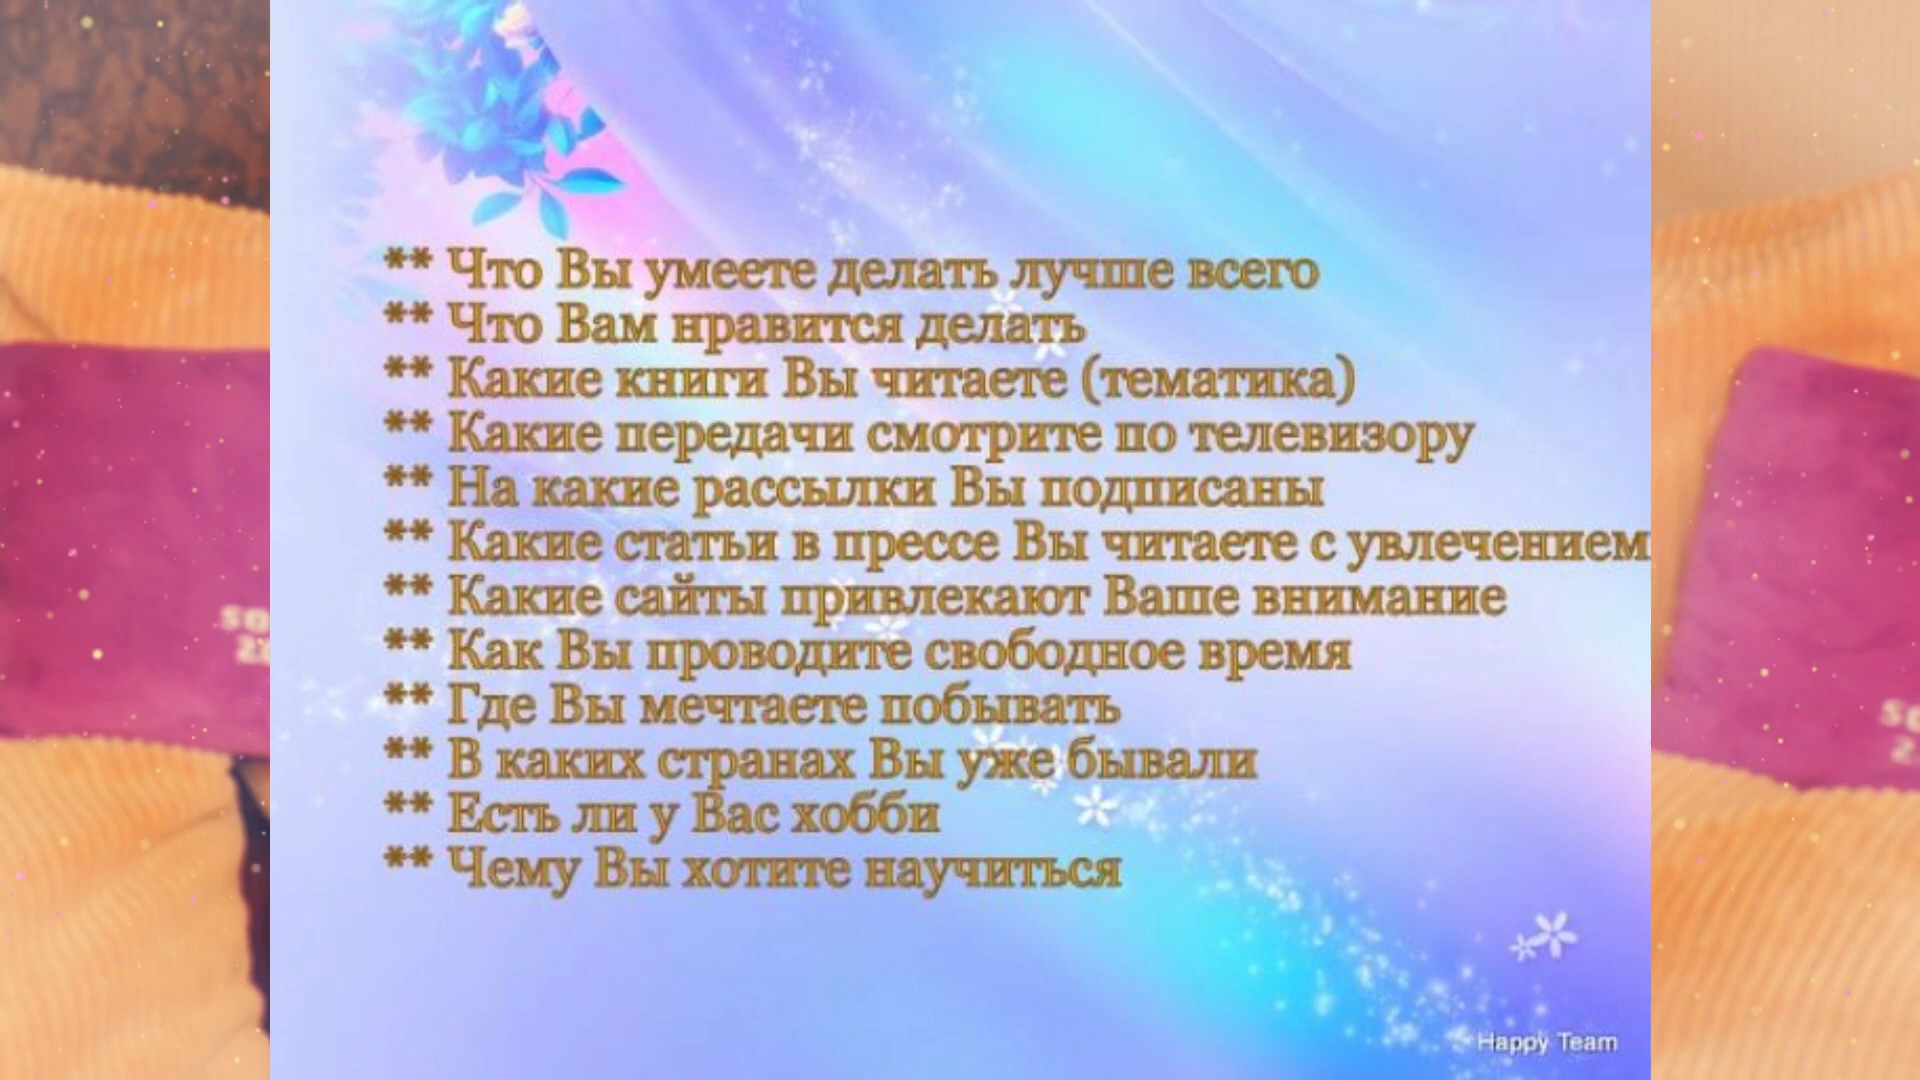 ** Что Вы умеете делать лучше всего
** Что Вам нравится делать
** Какие книги Вы читаете (тематика)
** Какие передачи смотрите по телевизору
** На какие рассылки Вы подписаны
** Какие статьи в прессе Вы читаете с увлечением
** Какие сайты привлекают Ваше внимание
** Как Вы проводите свободное время
** Где Вы мечтаете побывать
** В каких странах Вы уже бывали
** Есть ли у Вас хобби
** Чему Вы хотите научиться
Happy Team